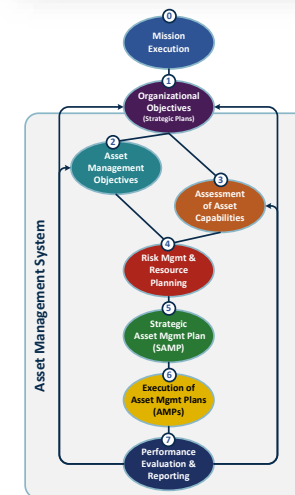 0
Mission
Execution
1
Organizational
Objectives
(Strategic Plans)
2
Asset
Management
Objectives
3
Assessment
of Asset
Capabilities
4
Risk Mgmt &
Resource
Planning
5
Strategic
Asset Mgmt Plan
(SAMP)
6
Execution of
Asset Mgmt Plans
(AMPs)
7
Performance
Evaluation &
Reporting
Asset Management System